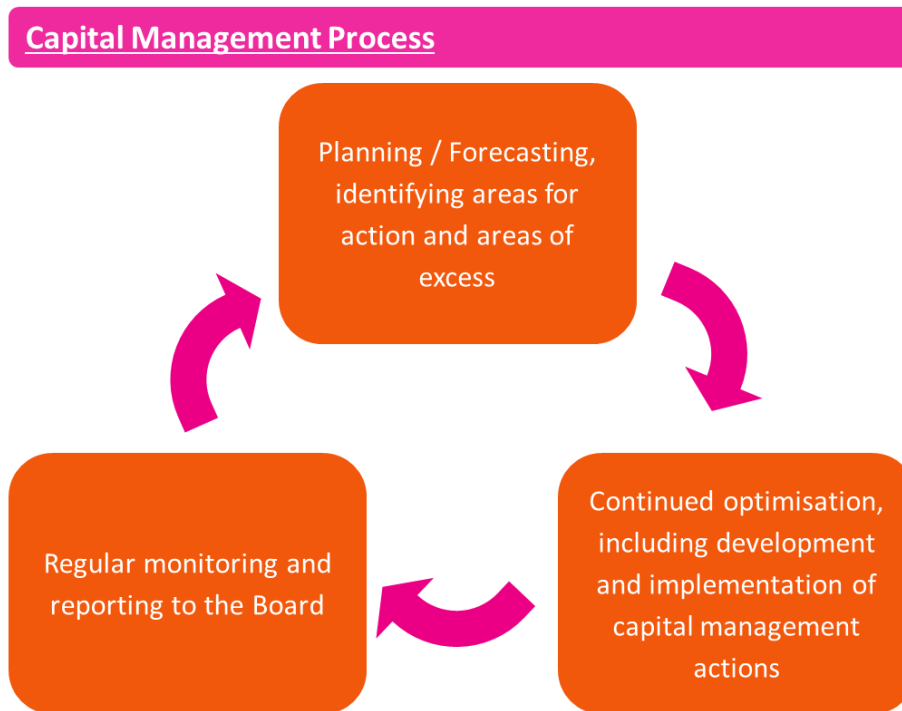 Capital Management Process
Planning / Forecasting,
identifying areas for
action and areas of
excess
Continued optimisation,
including development
and implementation of
capital management
actions
Regular monitoring and
reporting to the Board